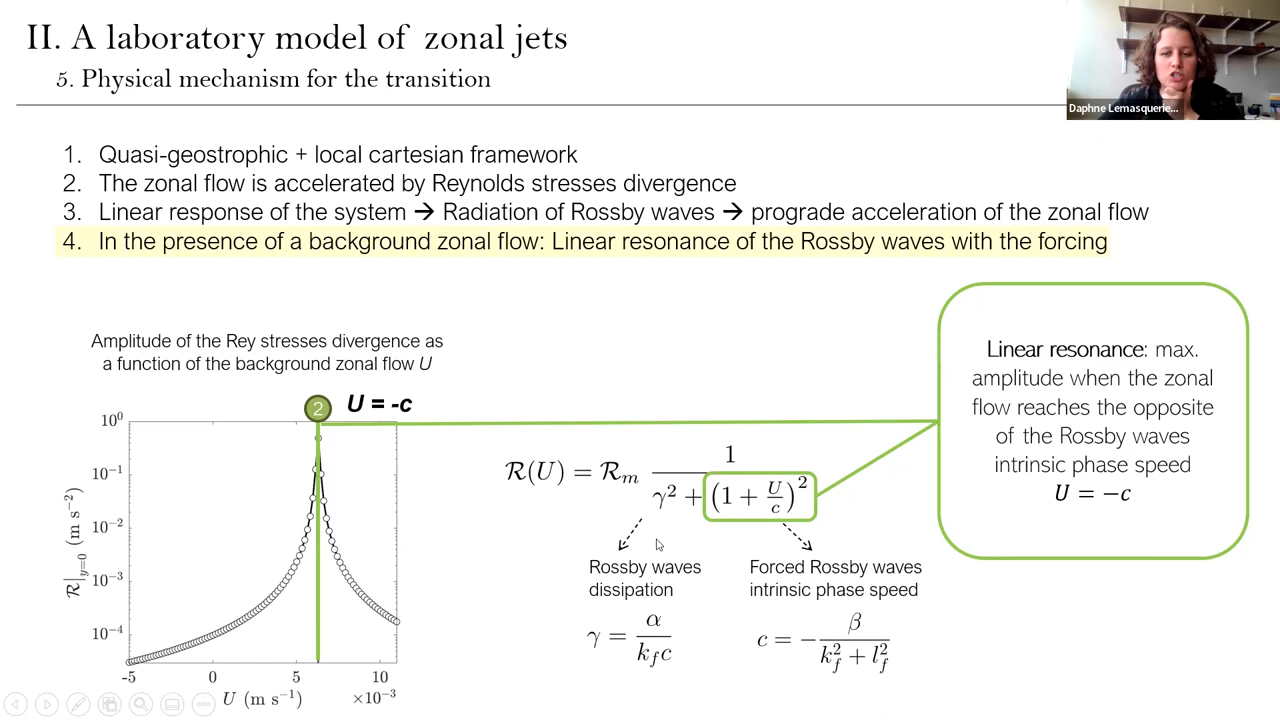 II. A laboratory model of zonal jets
5. Physical mechanism for the transition
Daphne Lemasquerie...
1. Quasi-geostrophic + local cartesian framework
2. The zonal flow is accelerated by Reynolds stresses divergence
3. Linear response of the system → Radiation of Rossby waves → prograde acceleration of the zonal flow
4. In the presence of a background zonal flow: Linear resonance of the Rossby waves with the forcing
Amplitude of the Rey stresses divergence as
a function of the background zonal flow U
2 U = -c
10⁰
10⁻¹
10⁻²
10⁻³
10⁻⁴
ℛ|y=0 (m s⁻²)
-5 0 5 10
U (m s⁻¹) ×10⁻³
ℛ(U) = ℛm 1 / (γ² + (1 + U/c)²)
Rossby waves
dissipation
γ = α / (kf c)
Forced Rossby waves
intrinsic phase speed
c = − β / (kf² + lf²)
Linear resonance: max.
amplitude when the zonal
flow reaches the opposite
of the Rossby waves
intrinsic phase speed
U = −c